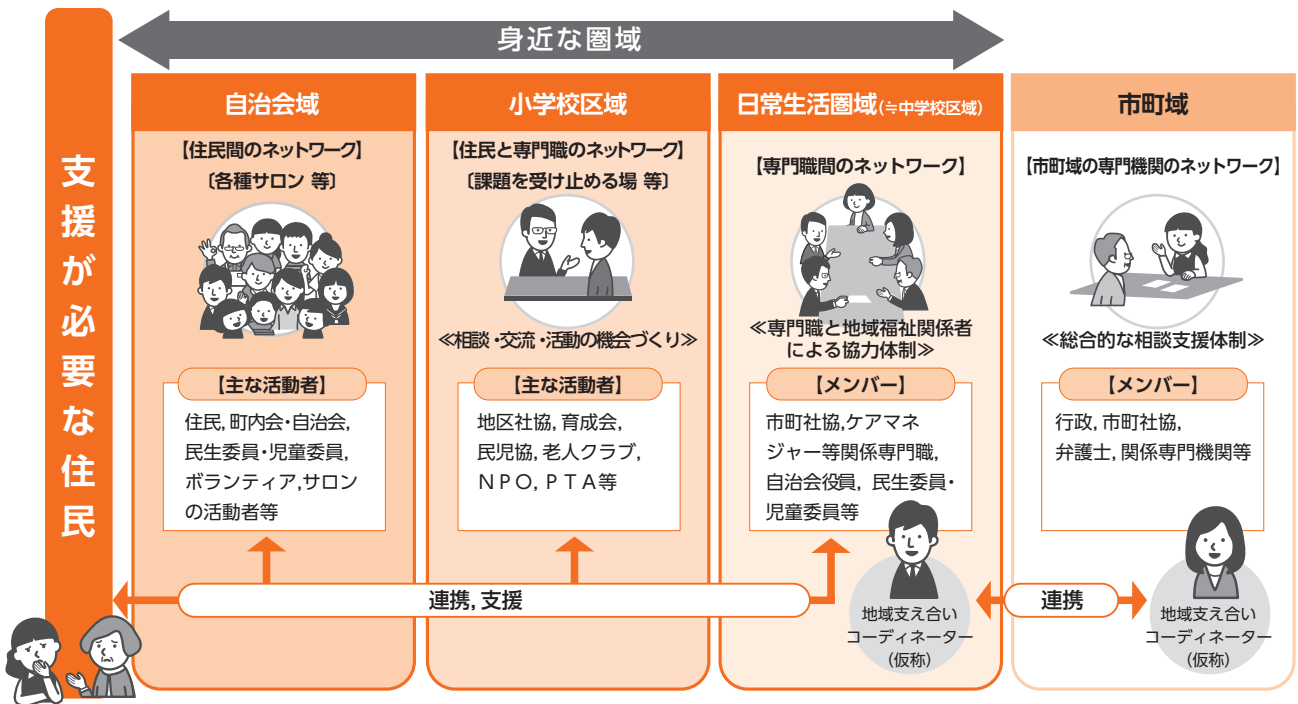 身近な圏域
支援が必要な住民
自治会域
【住民間のネットワーク】
〔各種サロン 等〕
【主な活動者】
住民, 町内会・自治会,
民生委員・児童委員,
ボランティア,サロン
の活動者等
小学校区域
【住民と専門職のネットワーク】
〔課題を受け止める場 等〕
≪相談・交流・活動の機会づくり≫
【主な活動者】
地区社協, 育成会,
民児協, 老人クラブ,
ＮＰＯ, ＰＴＡ等
日常生活圏域(≒中学校区域)
【専門職間のネットワーク】
≪専門職と地域福祉関係者
による協力体制≫
【メンバー】
市町社協,ケアマネ
ジャー等関係専門職,
自治会役員, 民生委員・
児童委員等
市町域
【市町域の専門機関のネットワーク】
≪総合的な相談支援体制≫
【メンバー】
行政, 市町社協,
弁護士, 関係専門機関等
連携, 支援
地域支え合い
コーディネーター
(仮称)
連携
地域支え合い
コーディネーター
(仮称)